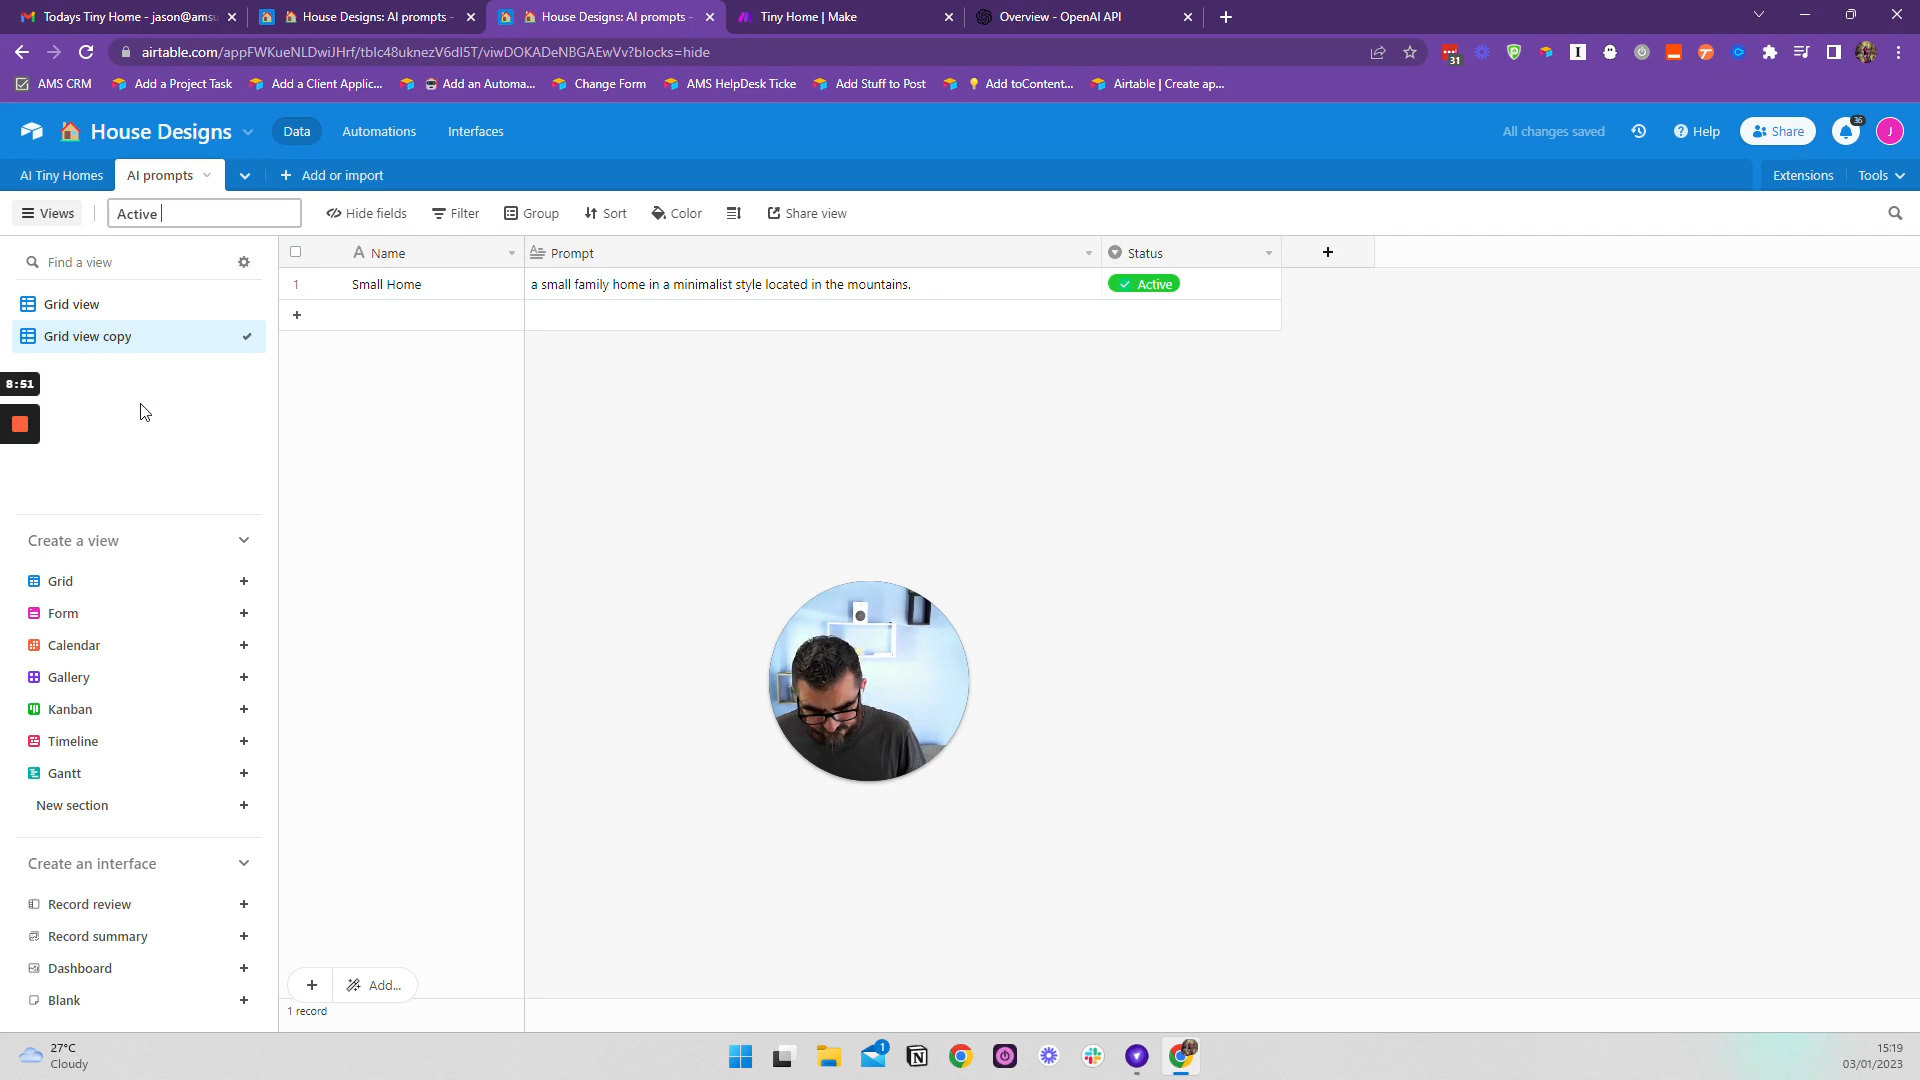 Todays Tiny Home - jason@amsu
House Designs: AI prompts -
House Designs: AI prompts -
Tiny Home | Make
Overview - OpenAI API
airtable.com/appFWKueNLDwiJHrf/tblc48uknezV6dI5T/viwDOKADeNBGAEwVv?blocks=hide
31
AMS CRM
Add a Project Task
Add a Client Applic...
Add an Automa...
Change Form
AMS HelpDesk Ticke
Add Stuff to Post
Add toContent...
Airtable | Create ap...
House Designs
Data
Automations
Interfaces
All changes saved
Help
Share
36
J
AI Tiny Homes
AI prompts
Add or import
Extensions
Tools
Views
Active
Hide fields
Filter
Group
Sort
Color
Share view
Find a view
Name
Prompt
Status
1
Small Home
a small family home in a minimalist style located in the mountains.
Active
Grid view
Grid view copy
8:51
Create a view
Grid
Form
Calendar
Gallery
Kanban
Timeline
Gantt
New section
Create an interface
Record review
Record summary
Dashboard
Blank
Add...
1 record
27°C
Cloudy
1
15:19
03/01/2023